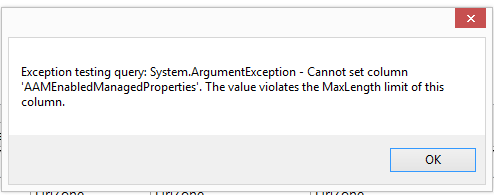 Exception testing query: System.ArgumentException - Cannot set column
'AAMEnabledManagedProperties'. The value violates the MaxLength limit of this
column.
OK